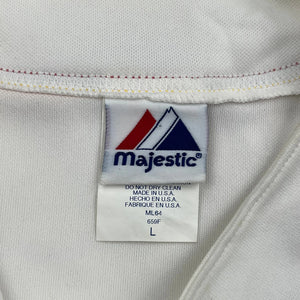 majestic®
DO NOT DRY CLEAN
MADE IN U.S.A.
HECHO EN U.S.A.
FABRIQUE EN U.S.A.
ML64
659F
L